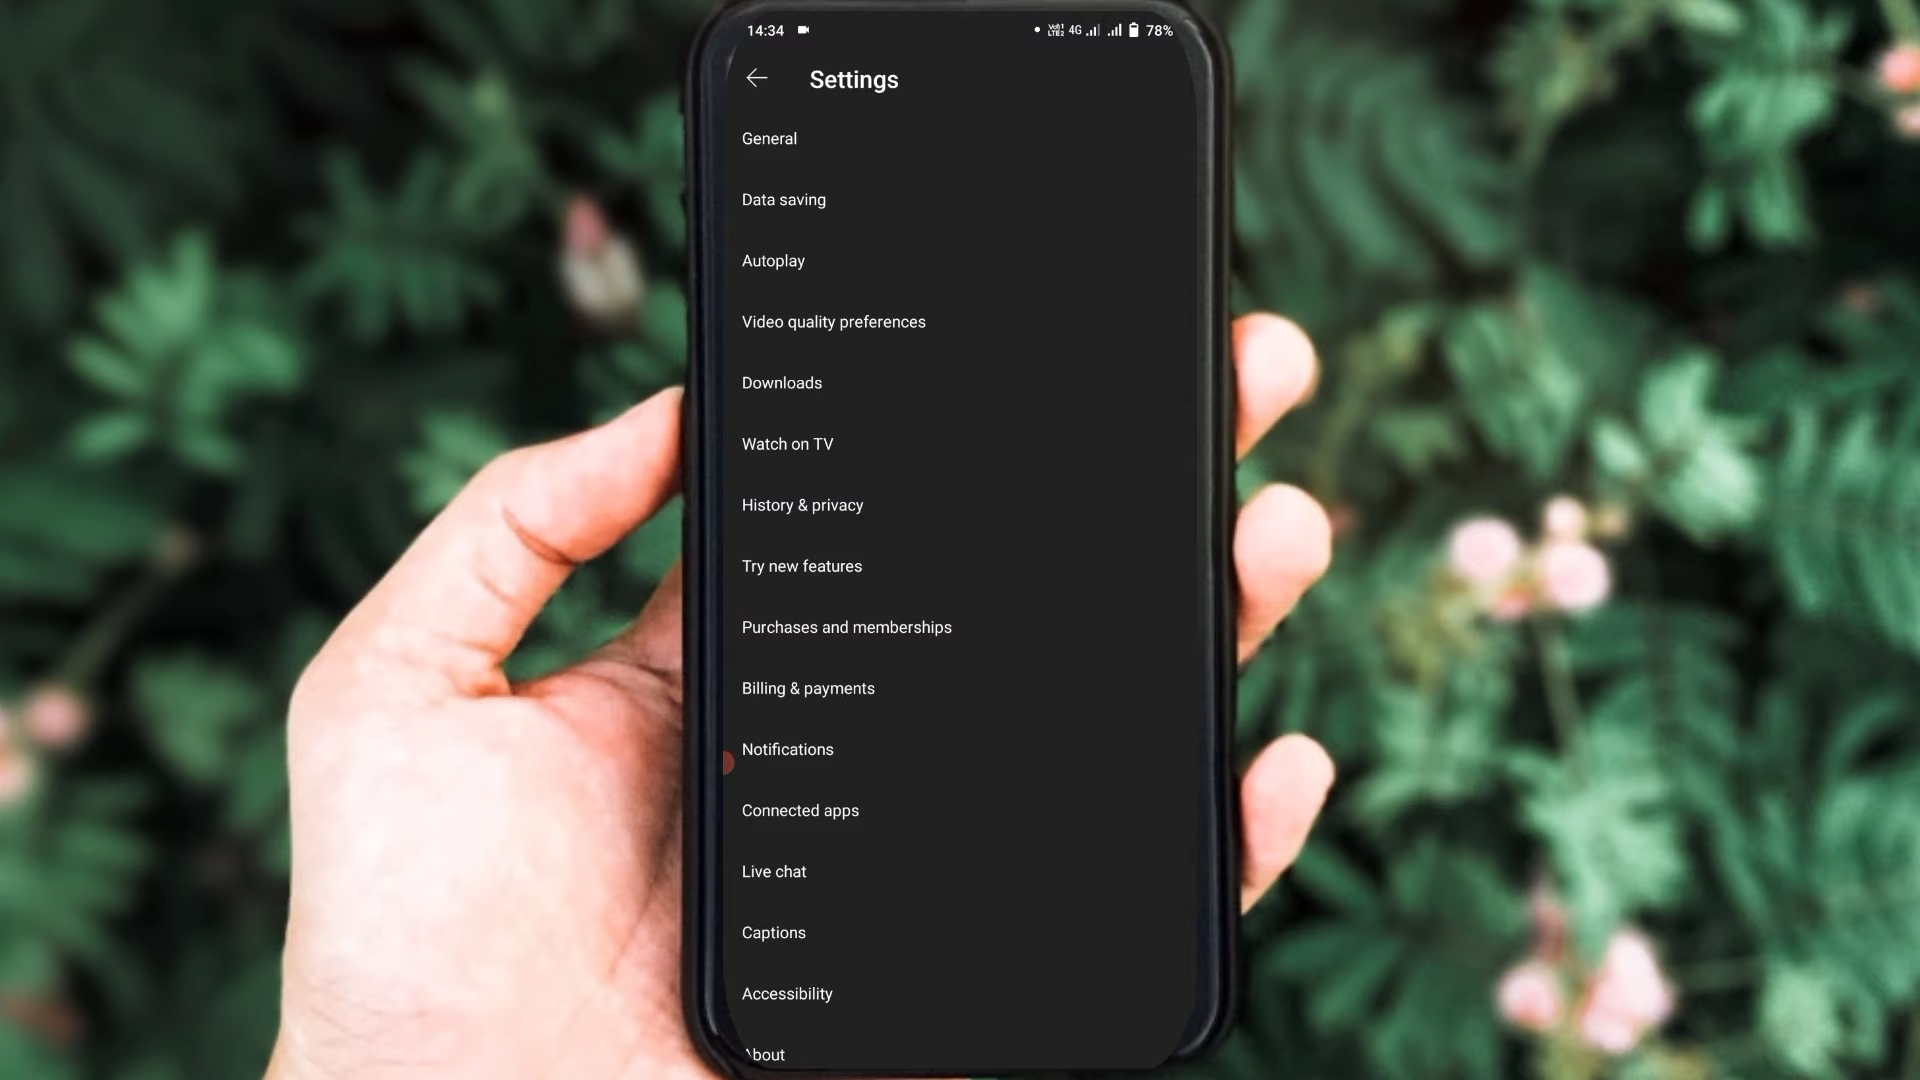 14:34 4G 78%
Settings
General
Data saving
Autoplay
Video quality preferences
Downloads
Watch on TV
History & privacy
Try new features
Purchases and memberships
Billing & payments
Notifications
Connected apps
Live chat
Captions
Accessibility
About